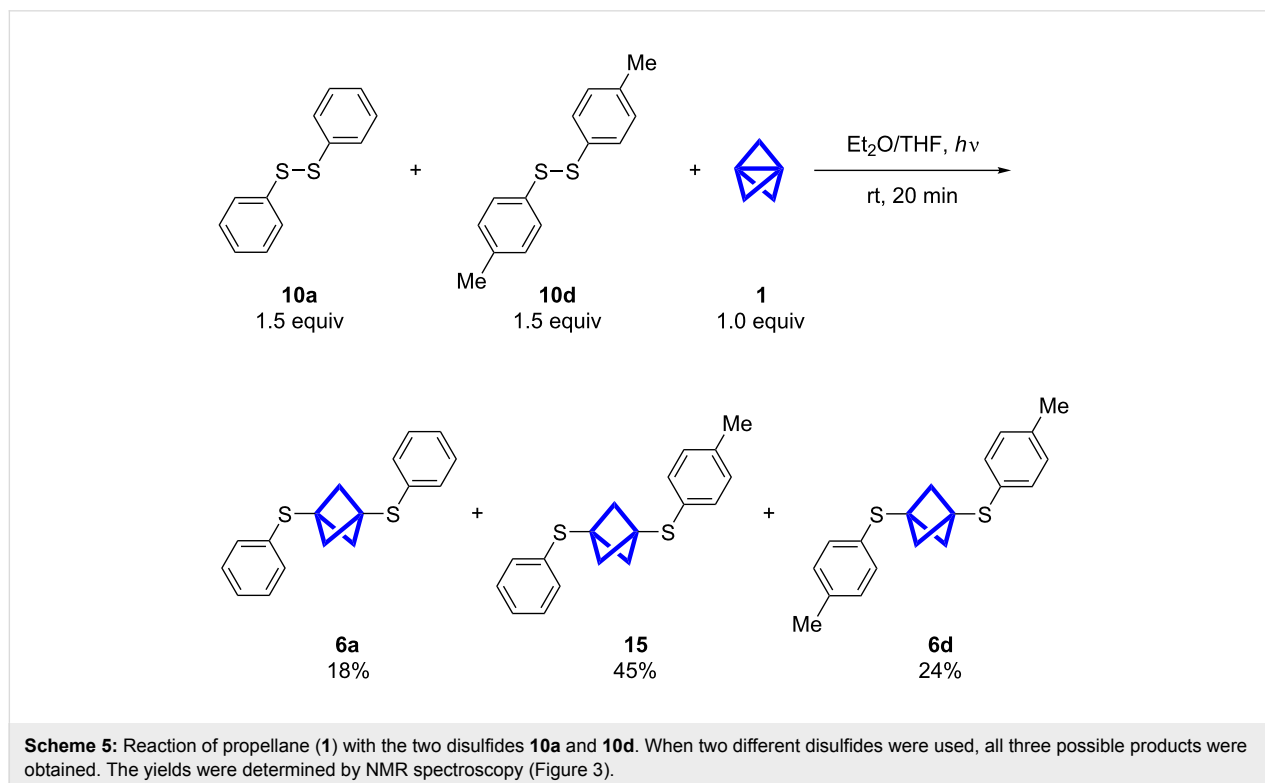 Me
S–S
+
S–S
+
Et₂O/THF, hν
rt, 20 min
Me
10a
10d
1
1.5 equiv
1.5 equiv
1.0 equiv
Me
Me
S
S
+
S
S
+
S
S
Me
6a
15
6d
18%
45%
24%
Scheme 5: Reaction of propellane (1) with the two disulfides 10a and 10d. When two different disulfides were used, all three possible products were
obtained. The yields were determined by NMR spectroscopy (Figure 3).